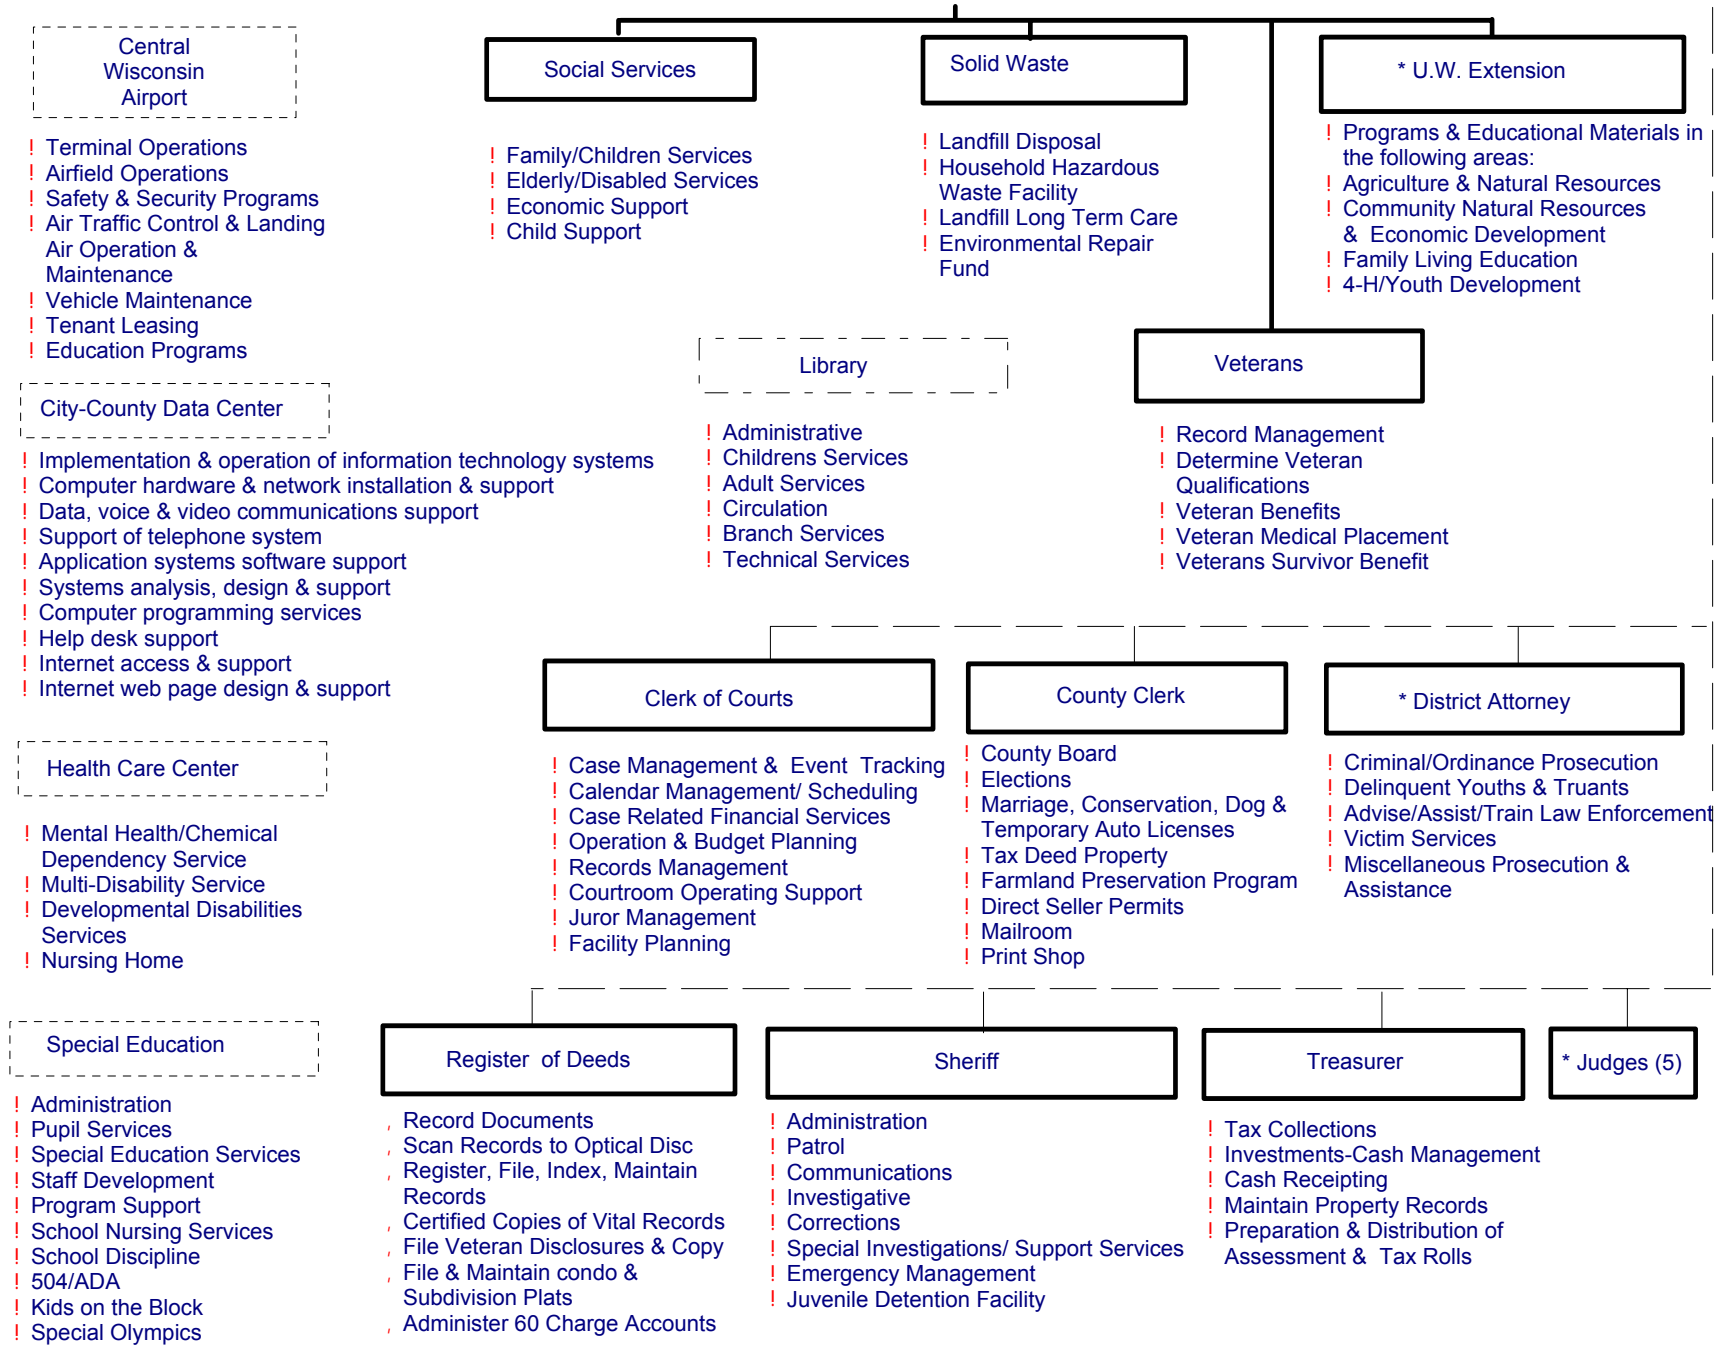 Central
Wisconsin
Airport
! Terminal Operations
! Airfield Operations
! Safety & Security Programs
! Air Traffic Control & Landing
Air Operation &
Maintenance
! Vehicle Maintenance
! Tenant Leasing
! Education Programs
Social Services
! Family/Children Services
! Elderly/Disabled Services
! Economic Support
! Child Support
Solid Waste
! Landfill Disposal
! Household Hazardous
Waste Facility
! Landfill Long Term Care
! Environmental Repair
Fund
* U.W. Extension
! Programs & Educational Materials in
the following areas:
! Agriculture & Natural Resources
! Community Natural Resources
& Economic Development
! Family Living Education
! 4-H/Youth Development
City-County Data Center
! Implementation & operation of information technology systems
! Computer hardware & network installation & support
! Data, voice & video communications support
! Support of telephone system
! Application systems software support
! Systems analysis, design & support
! Computer programming services
! Help desk support
! Internet access & support
! Internet web page design & support
Library
! Administrative
! Childrens Services
! Adult Services
! Circulation
! Branch Services
! Technical Services
Veterans
! Record Management
! Determine Veteran
Qualifications
! Veteran Benefits
! Veteran Medical Placement
! Veterans Survivor Benefit
Health Care Center
! Mental Health/Chemical
Dependency Service
! Multi-Disability Service
! Developmental Disabilities
Services
! Nursing Home
Clerk of Courts
! Case Management & Event Tracking
! Calendar Management/ Scheduling
! Case Related Financial Services
! Operation & Budget Planning
! Records Management
! Courtroom Operating Support
! Juror Management
! Facility Planning
County Clerk
! County Board
! Elections
! Marriage, Conservation, Dog &
Temporary Auto Licenses
! Tax Deed Property
! Farmland Preservation Program
! Direct Seller Permits
! Mailroom
! Print Shop
* District Attorney
! Criminal/Ordinance Prosecution
! Delinquent Youths & Truants
! Advise/Assist/Train Law Enforcement
! Victim Services
! Miscellaneous Prosecution &
Assistance
Special Education
! Administration
! Pupil Services
! Special Education Services
! Staff Development
! Program Support
! School Nursing Services
! School Discipline
! 504/ADA
! Kids on the Block
! Special Olympics
Register of Deeds
, Record Documents
, Scan Records to Optical Disc
, Register, File, Index, Maintain
Records
, Certified Copies of Vital Records
, File Veteran Disclosures & Copy
, File & Maintain condo &
Subdivision Plats
, Administer 60 Charge Accounts
Sheriff
! Administration
! Patrol
! Communications
! Investigative
! Corrections
! Special Investigations/ Support Services
! Emergency Management
! Juvenile Detention Facility
Treasurer
! Tax Collections
! Investments-Cash Management
! Cash Receipting
! Maintain Property Records
! Preparation & Distribution of
Assessment & Tax Rolls
* Judges (5)